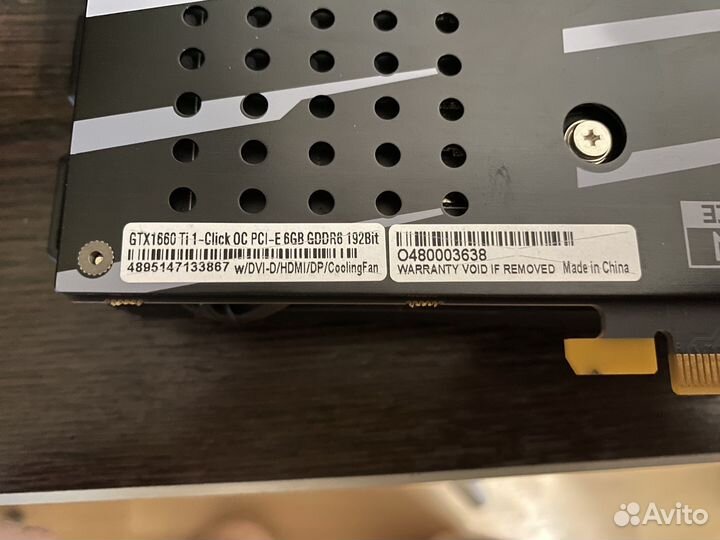 GTX1660 Ti 1-Click OC PCI-E 6GB GDDR6 192Bit
4895147133867 w/DVI-D/HDMI/DP/CoolingFan
O480003638
WARRANTY VOID IF REMOVED Made in China
Avito